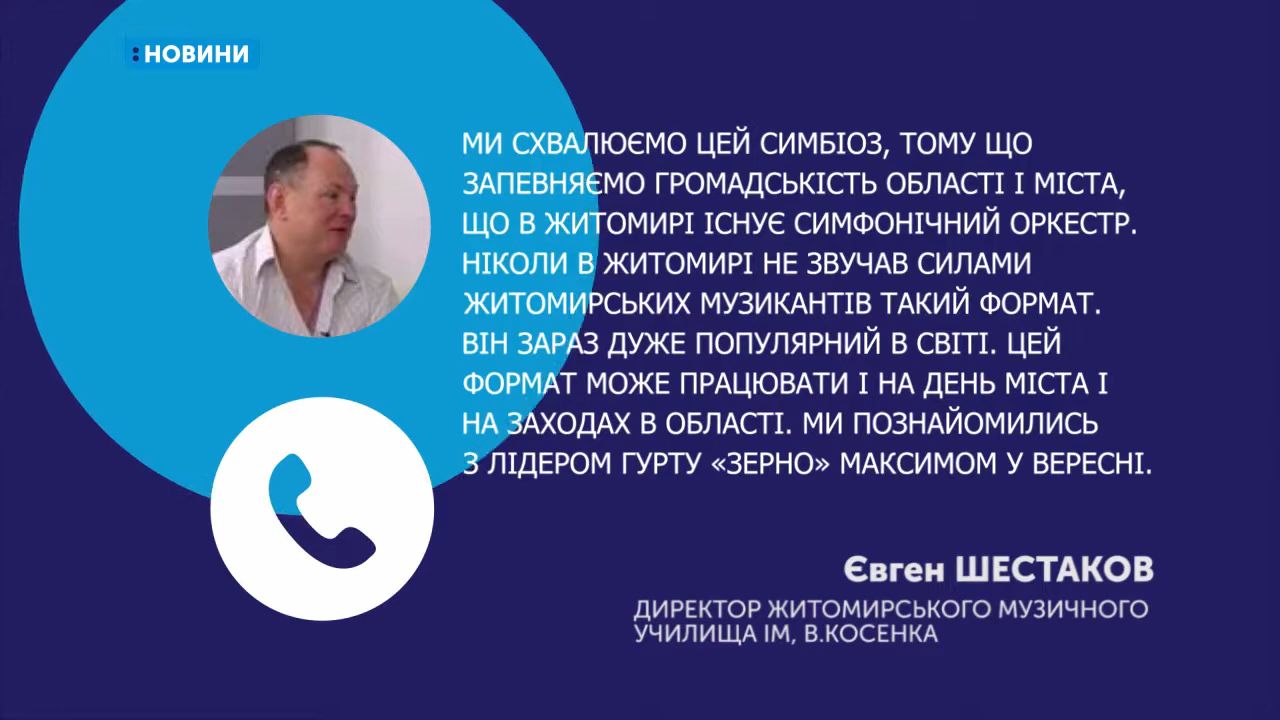 :НОВИНИ
МИ СХВАЛЮЄМО ЦЕЙ СИМБІОЗ, ТОМУ ЩО
ЗАПЕВНЯЄМО ГРОМАДСЬКІСТЬ ОБЛАСТІ І МІСТА,
ЩО В ЖИТОМИРІ ІСНУЄ СИМФОНІЧНИЙ ОРКЕСТР.
НІКОЛИ В ЖИТОМИРІ НЕ ЗВУЧАВ СИЛАМИ
ЖИТОМИРСЬКИХ МУЗИКАНТІВ ТАКИЙ ФОРМАТ.
ВІН ЗАРАЗ ДУЖЕ ПОПУЛЯРНИЙ В СВІТІ. ЦЕЙ
ФОРМАТ МОЖЕ ПРАЦЮВАТИ І НА ДЕНЬ МІСТА І
НА ЗАХОДАХ В ОБЛАСТІ. МИ ПОЗНАЙОМИЛИСЬ
З ЛІДЕРОМ ГУРТУ «ЗЕРНО» МАКСИМОМ У ВЕРЕСНІ.
Євген ШЕСТАКОВ
ДИРЕКТОР ЖИТОМИРСЬКОГО МУЗИЧНОГО
УЧИЛИЩА ІМ, В.КОСЕНКА